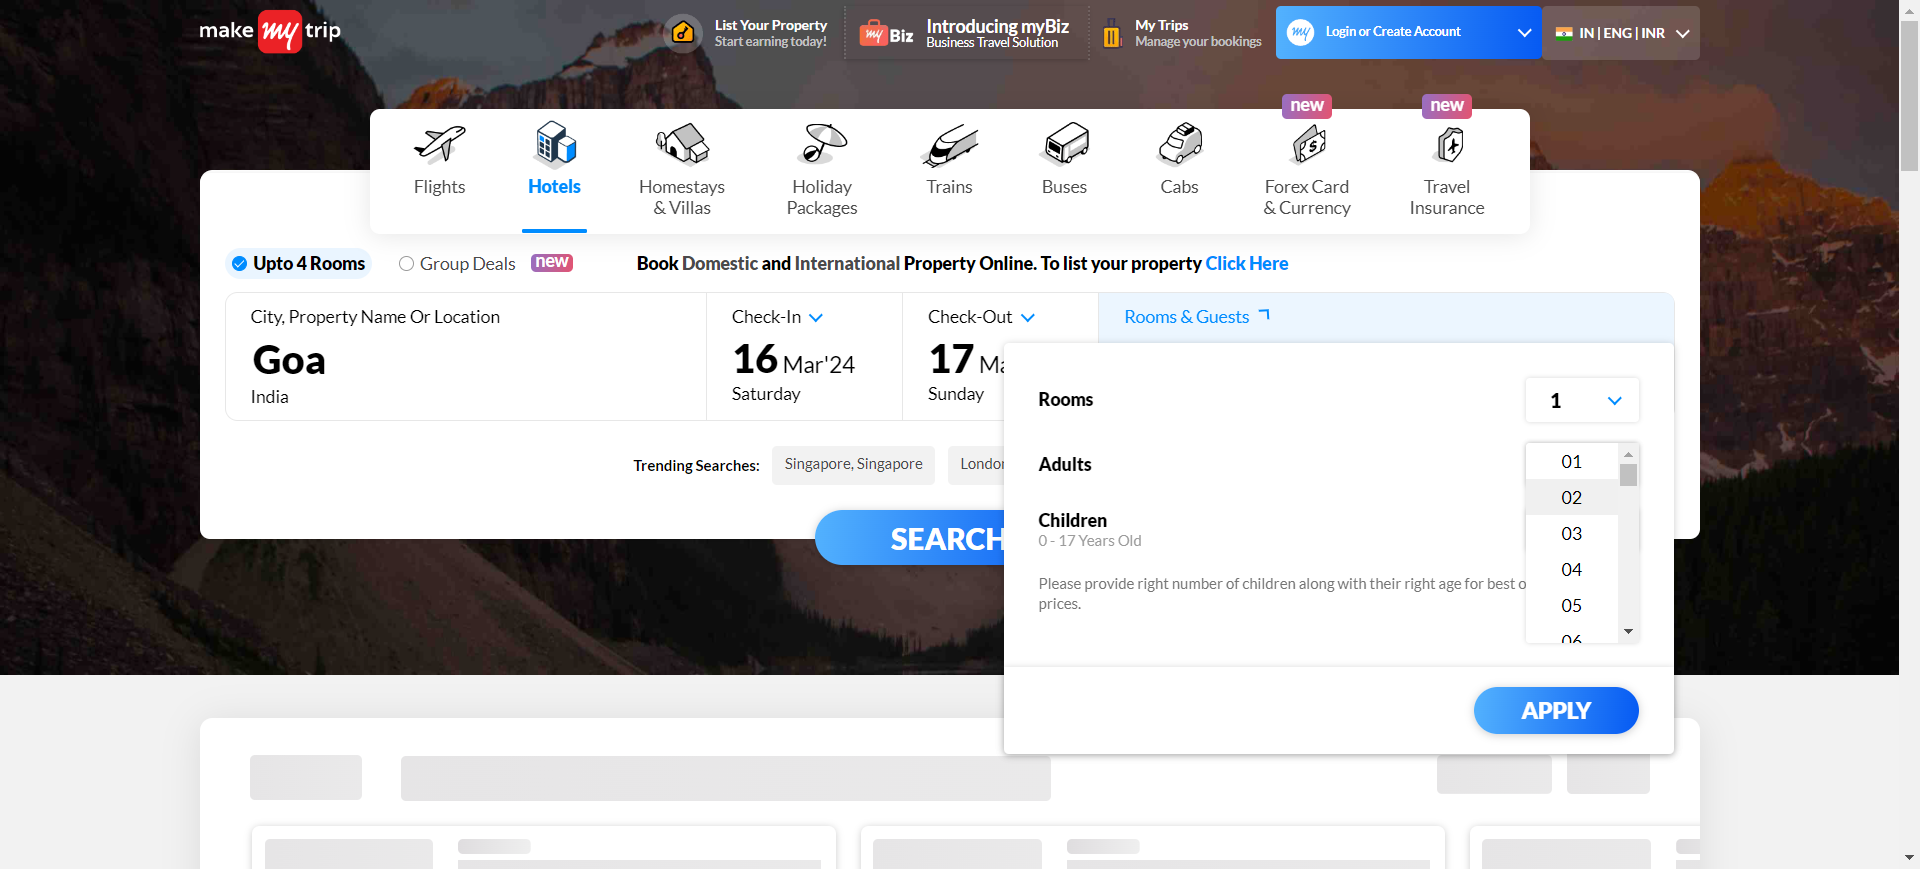 make my trip
List Your Property
Start earning today!
my Biz
Introducing myBiz
Business Travel Solution
My Trips
Manage your bookings
my
Login or Create Account
IN | ENG | INR
new
new
Flights
Hotels
Homestays
& Villas
Holiday
Packages
Trains
Buses
Cabs
Forex Card
& Currency
Travel
Insurance
Upto 4 Rooms
Group Deals
new
Book Domestic and International Property Online. To list your property Click Here
City, Property Name Or Location
Goa
India
Check-In
16 Mar'24
Saturday
Check-Out
17 Ma
Sunday
Rooms & Guests
Rooms
1
Adults
01
02
03
04
05
06
Children
0 - 17 Years Old
Please provide right number of children along with their right age for best o
prices.
APPLY
Trending Searches:
Singapore, Singapore
London
SEARCH